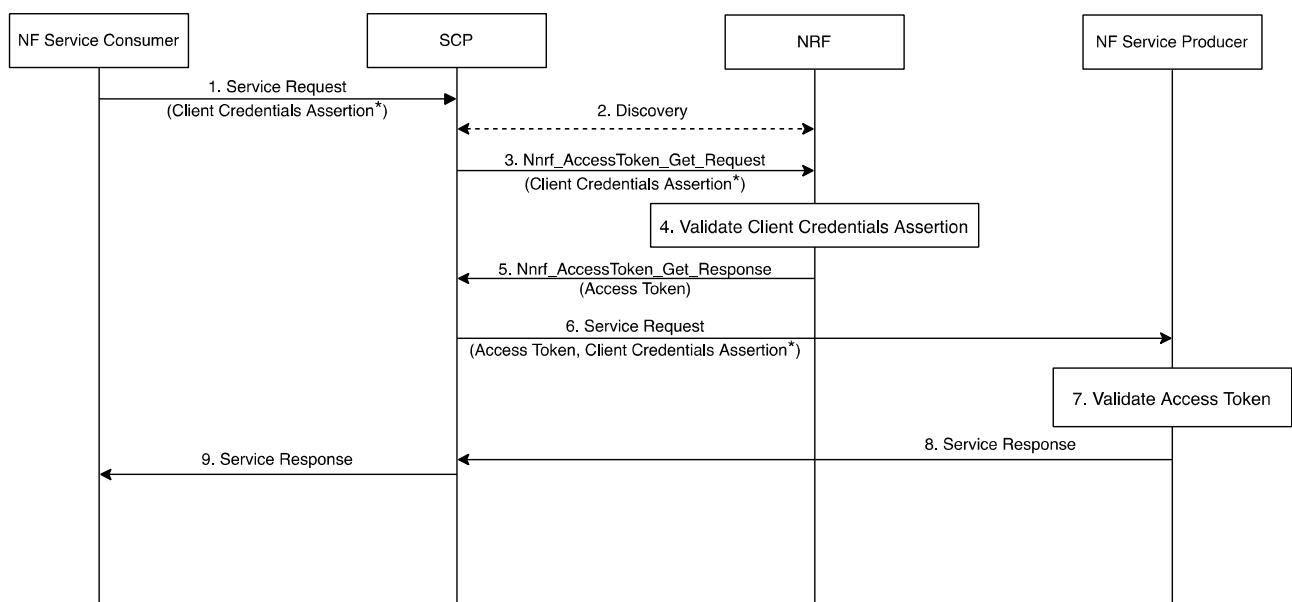 NF Service Consumer
SCP
NRF
NF Service Producer
1. Service Request
(Client Credentials Assertion*)
2. Discovery
3. Nnrf_AccessToken_Get_Request
(Client Credentials Assertion*)
4. Validate Client Credentials Assertion
5. Nnrf_AccessToken_Get_Response
(Access Token)
6. Service Request
(Access Token, Client Credentials Assertion*)
7. Validate Access Token
8. Service Response
9. Service Response